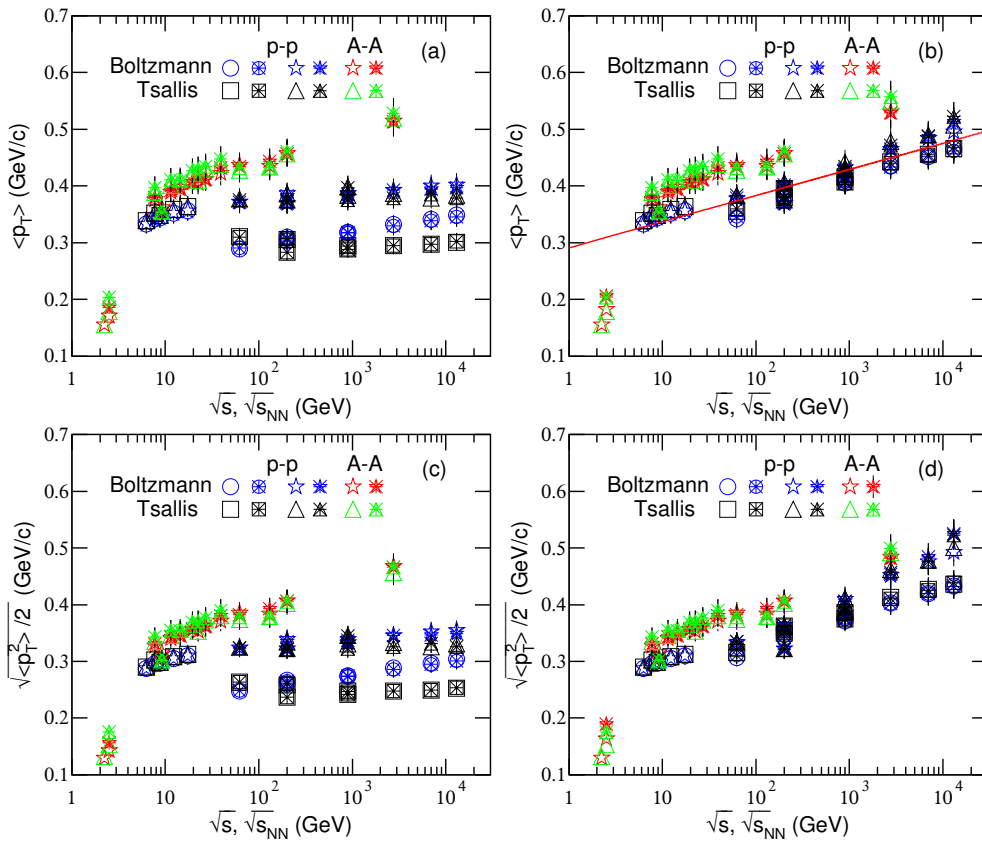 0.7
0.6
0.5
0.4
0.3
0.2
0.1
<p_T> (GeV/c)
(a)
p-p A-A
Boltzmann
Tsallis
1 10 10^2 10^3 10^4
√s, √s_NN (GeV)
0.7
0.6
0.5
0.4
0.3
0.2
0.1
<p_T> (GeV/c)
(b)
p-p A-A
Boltzmann
Tsallis
1 10 10^2 10^3 10^4
√s, √s_NN (GeV)
0.7
0.6
0.5
0.4
0.3
0.2
0.1
√<p_T^2>/2 (GeV/c)
(c)
p-p A-A
Boltzmann
Tsallis
1 10 10^2 10^3 10^4
√s, √s_NN (GeV)
0.7
0.6
0.5
0.4
0.3
0.2
0.1
√<p_T^2>/2 (GeV/c)
(d)
p-p A-A
Boltzmann
Tsallis
1 10 10^2 10^3 10^4
√s, √s_NN (GeV)